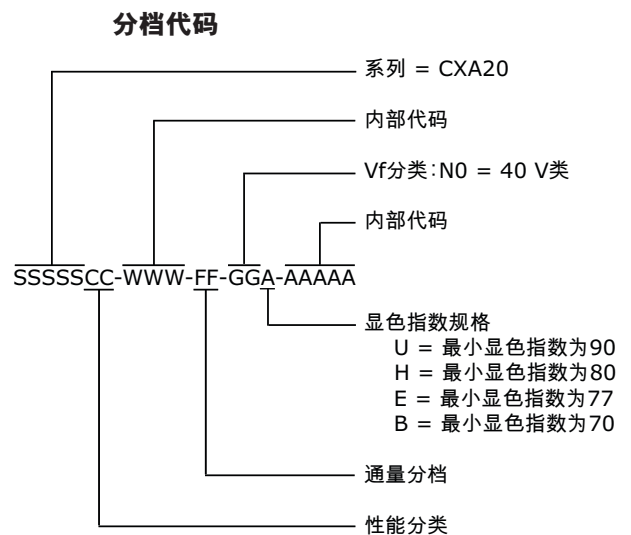 分档代码
系列 = CXA20
内部代码
Vf分类:N0 = 40 V类
内部代码
SSSSSCC-WWW-FF-GGA-AAAAA
显色指数规格
U = 最小显色指数为90
H = 最小显色指数为80
E = 最小显色指数为77
B = 最小显色指数为70
通量分档
性能分类